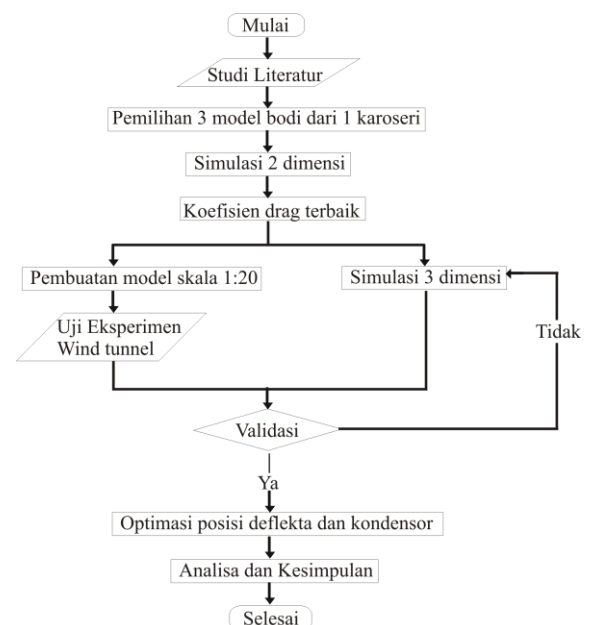 Mulai
Studi Literatur
Pemilihan 3 model bodi dari 1 karoseri
Simulasi 2 dimensi
Koefisien drag terbaik
Pembuatan model skala 1:20
Simulasi 3 dimensi
Uji Eksperimen
Wind tunnel
Tidak
Validasi
Ya
Optimasi posisi deflekta dan kondensor
Analisa dan Kesimpulan
Selesai